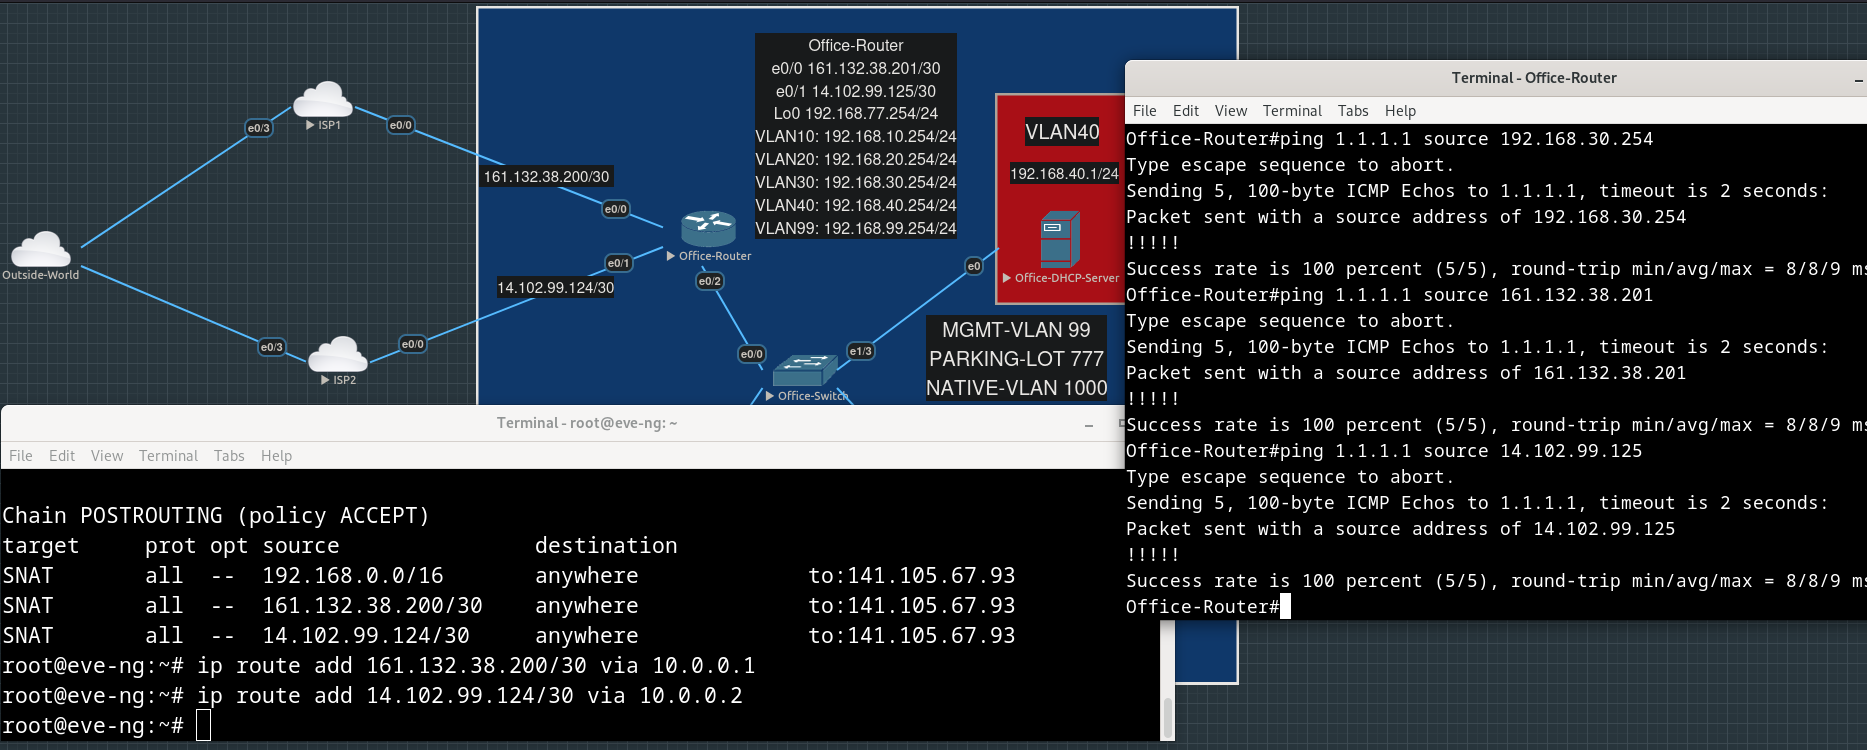 Office-Router
e0/0 161.132.38.201/30
e0/1 14.102.99.125/30
Lo0 192.168.77.254/24
VLAN10: 192.168.10.254/24
VLAN20: 192.168.20.254/24
VLAN30: 192.168.30.254/24
VLAN40: 192.168.40.254/24
VLAN99: 192.168.99.254/24
e0/3
ISP1
e0/0
161.132.38.200/30
e0/0
Outside-World
Office-Router
e0/1
14.102.99.124/30
e0/2
e0/3
ISP2
e0/0
e0/0
e1/3
Office-Switch
VLAN40
192.168.40.1/24
e0
Office-DHCP-Server
MGMT-VLAN 99
PARKING-LOT 777
NATIVE-VLAN 1000
Terminal - Office-Router
File Edit View Terminal Tabs Help
Office-Router#ping 1.1.1.1 source 192.168.30.254
Type escape sequence to abort.
Sending 5, 100-byte ICMP Echos to 1.1.1.1, timeout is 2 seconds:
Packet sent with a source address of 192.168.30.254
!!!!!
Success rate is 100 percent (5/5), round-trip min/avg/max = 8/8/9 ms
Office-Router#ping 1.1.1.1 source 161.132.38.201
Type escape sequence to abort.
Sending 5, 100-byte ICMP Echos to 1.1.1.1, timeout is 2 seconds:
Packet sent with a source address of 161.132.38.201
!!!!!
Success rate is 100 percent (5/5), round-trip min/avg/max = 8/8/9 ms
Office-Router#ping 1.1.1.1 source 14.102.99.125
Type escape sequence to abort.
Sending 5, 100-byte ICMP Echos to 1.1.1.1, timeout is 2 seconds:
Packet sent with a source address of 14.102.99.125
!!!!!
Success rate is 100 percent (5/5), round-trip min/avg/max = 8/8/9 ms
Office-Router#
Terminal - root@eve-ng: ~
File Edit View Terminal Tabs Help
Chain POSTROUTING (policy ACCEPT)
target prot opt source destination
SNAT all -- 192.168.0.0/16 anywhere to:141.105.67.93
SNAT all -- 161.132.38.200/30 anywhere to:141.105.67.93
SNAT all -- 14.102.99.124/30 anywhere to:141.105.67.93
root@eve-ng:~# ip route add 161.132.38.200/30 via 10.0.0.1
root@eve-ng:~# ip route add 14.102.99.124/30 via 10.0.0.2
root@eve-ng:~#